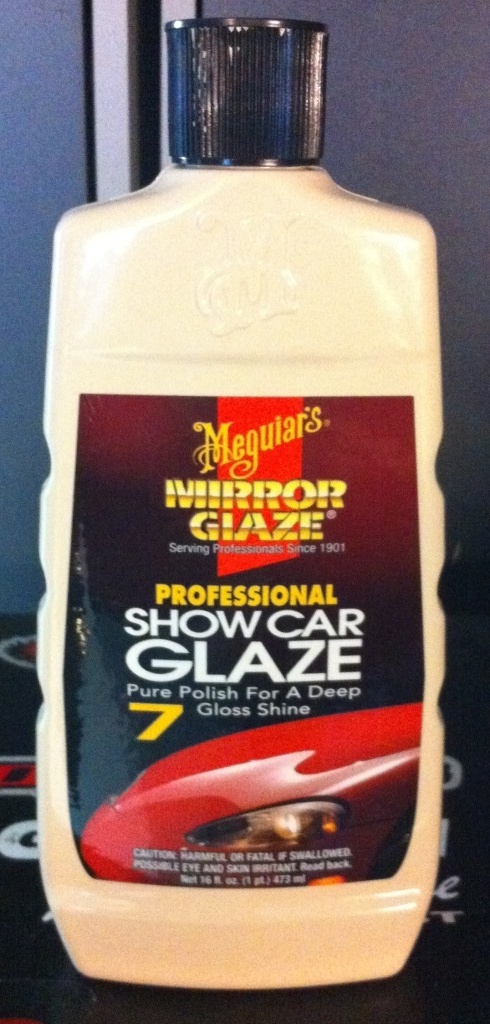 Meguiar's®
MIRROR
GLAZE®
Serving Professionals Since 1901
PROFESSIONAL
SHOW CAR
GLAZE
Pure Polish For A Deep
7 Gloss Shine
CAUTION: HARMFUL OR FATAL IF SWALLOWED.
POSSIBLE EYE AND SKIN IRRITANT. Read back.
Net 16 fl. oz. (1 pt.) 473 ml